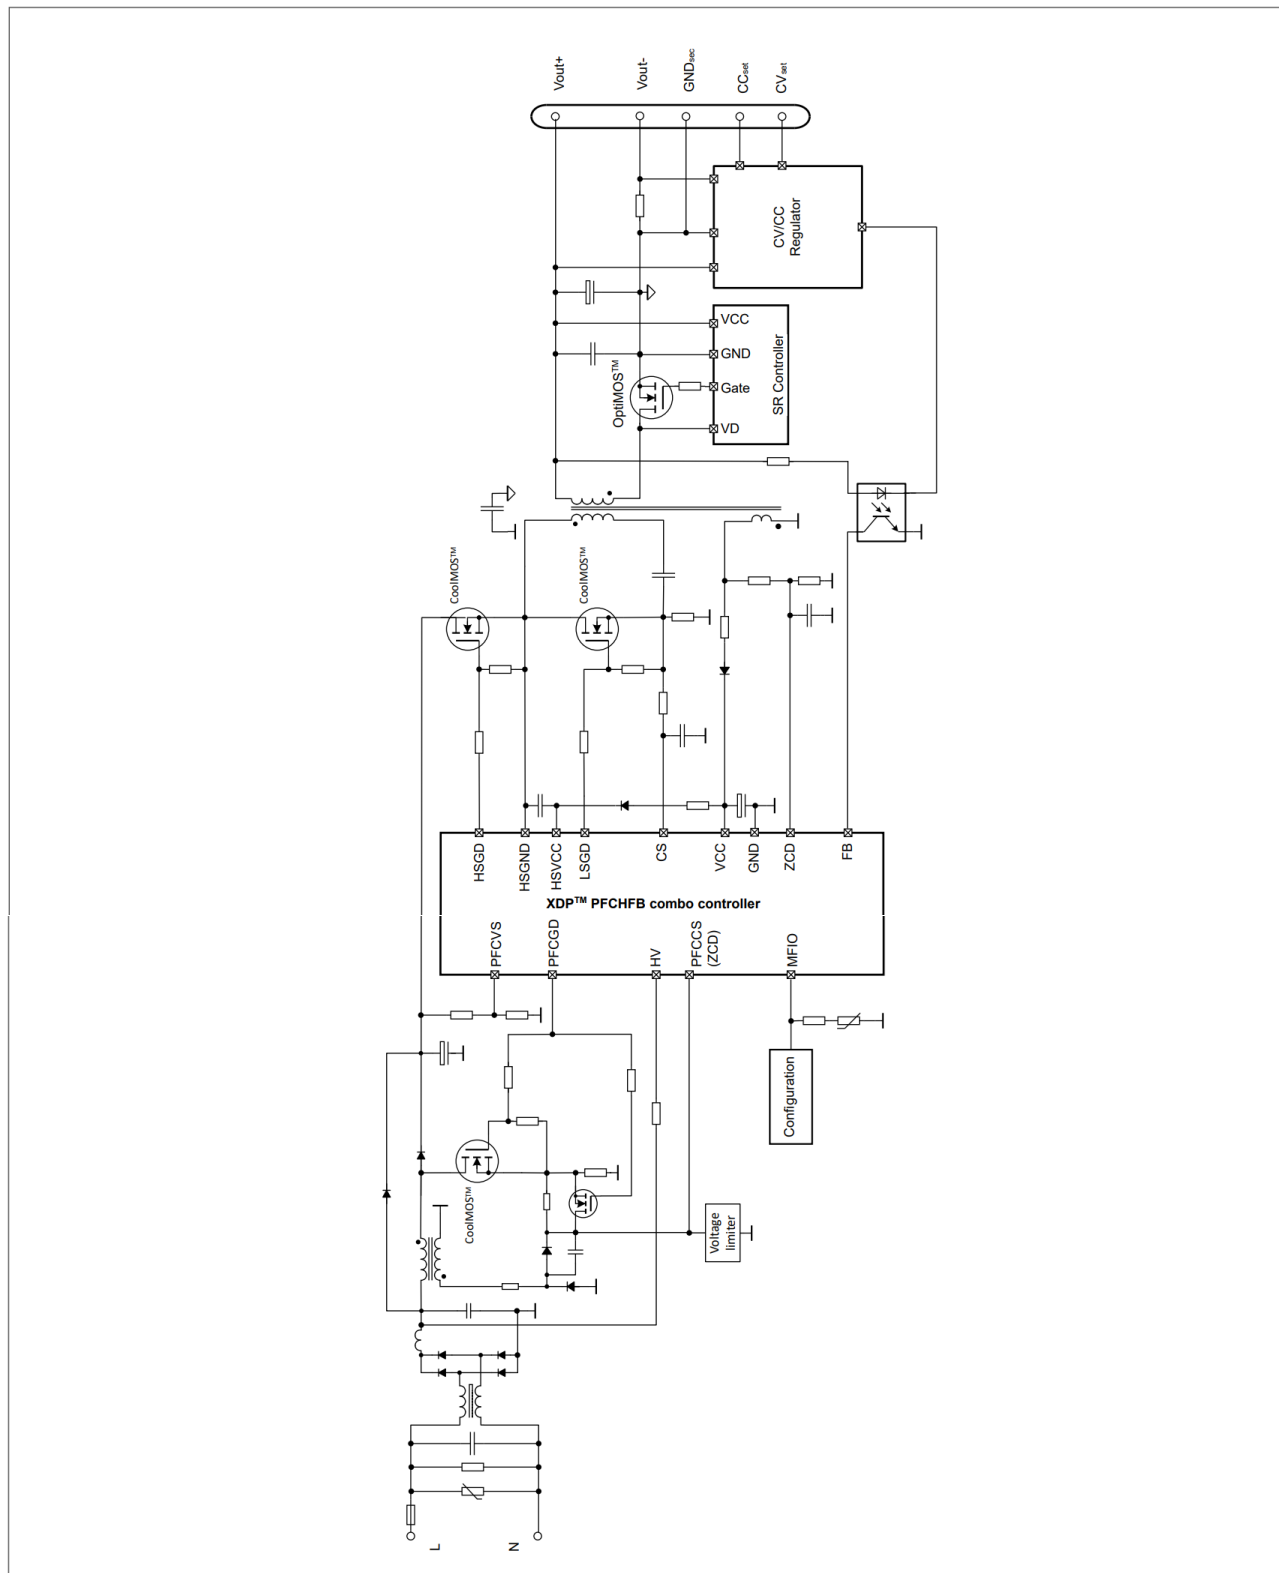 Vout+
Vout-
GNDsec
CCset
CVset
CV/CC
Regulator
VCC
GND
Gate
VD
SR Controller
OptiMOS™
CoolMOS™
CoolMOS™
HSGD
HSGND
HSVCC
LSGD
CS
VCC
GND
ZCD
FB
XDP™ PFCHFB combo controller
PFCVS
PFCGD
HV
PFCCS
(ZCD)
MFIO
Configuration
CoolMOS™
Voltage
limiter
L
N